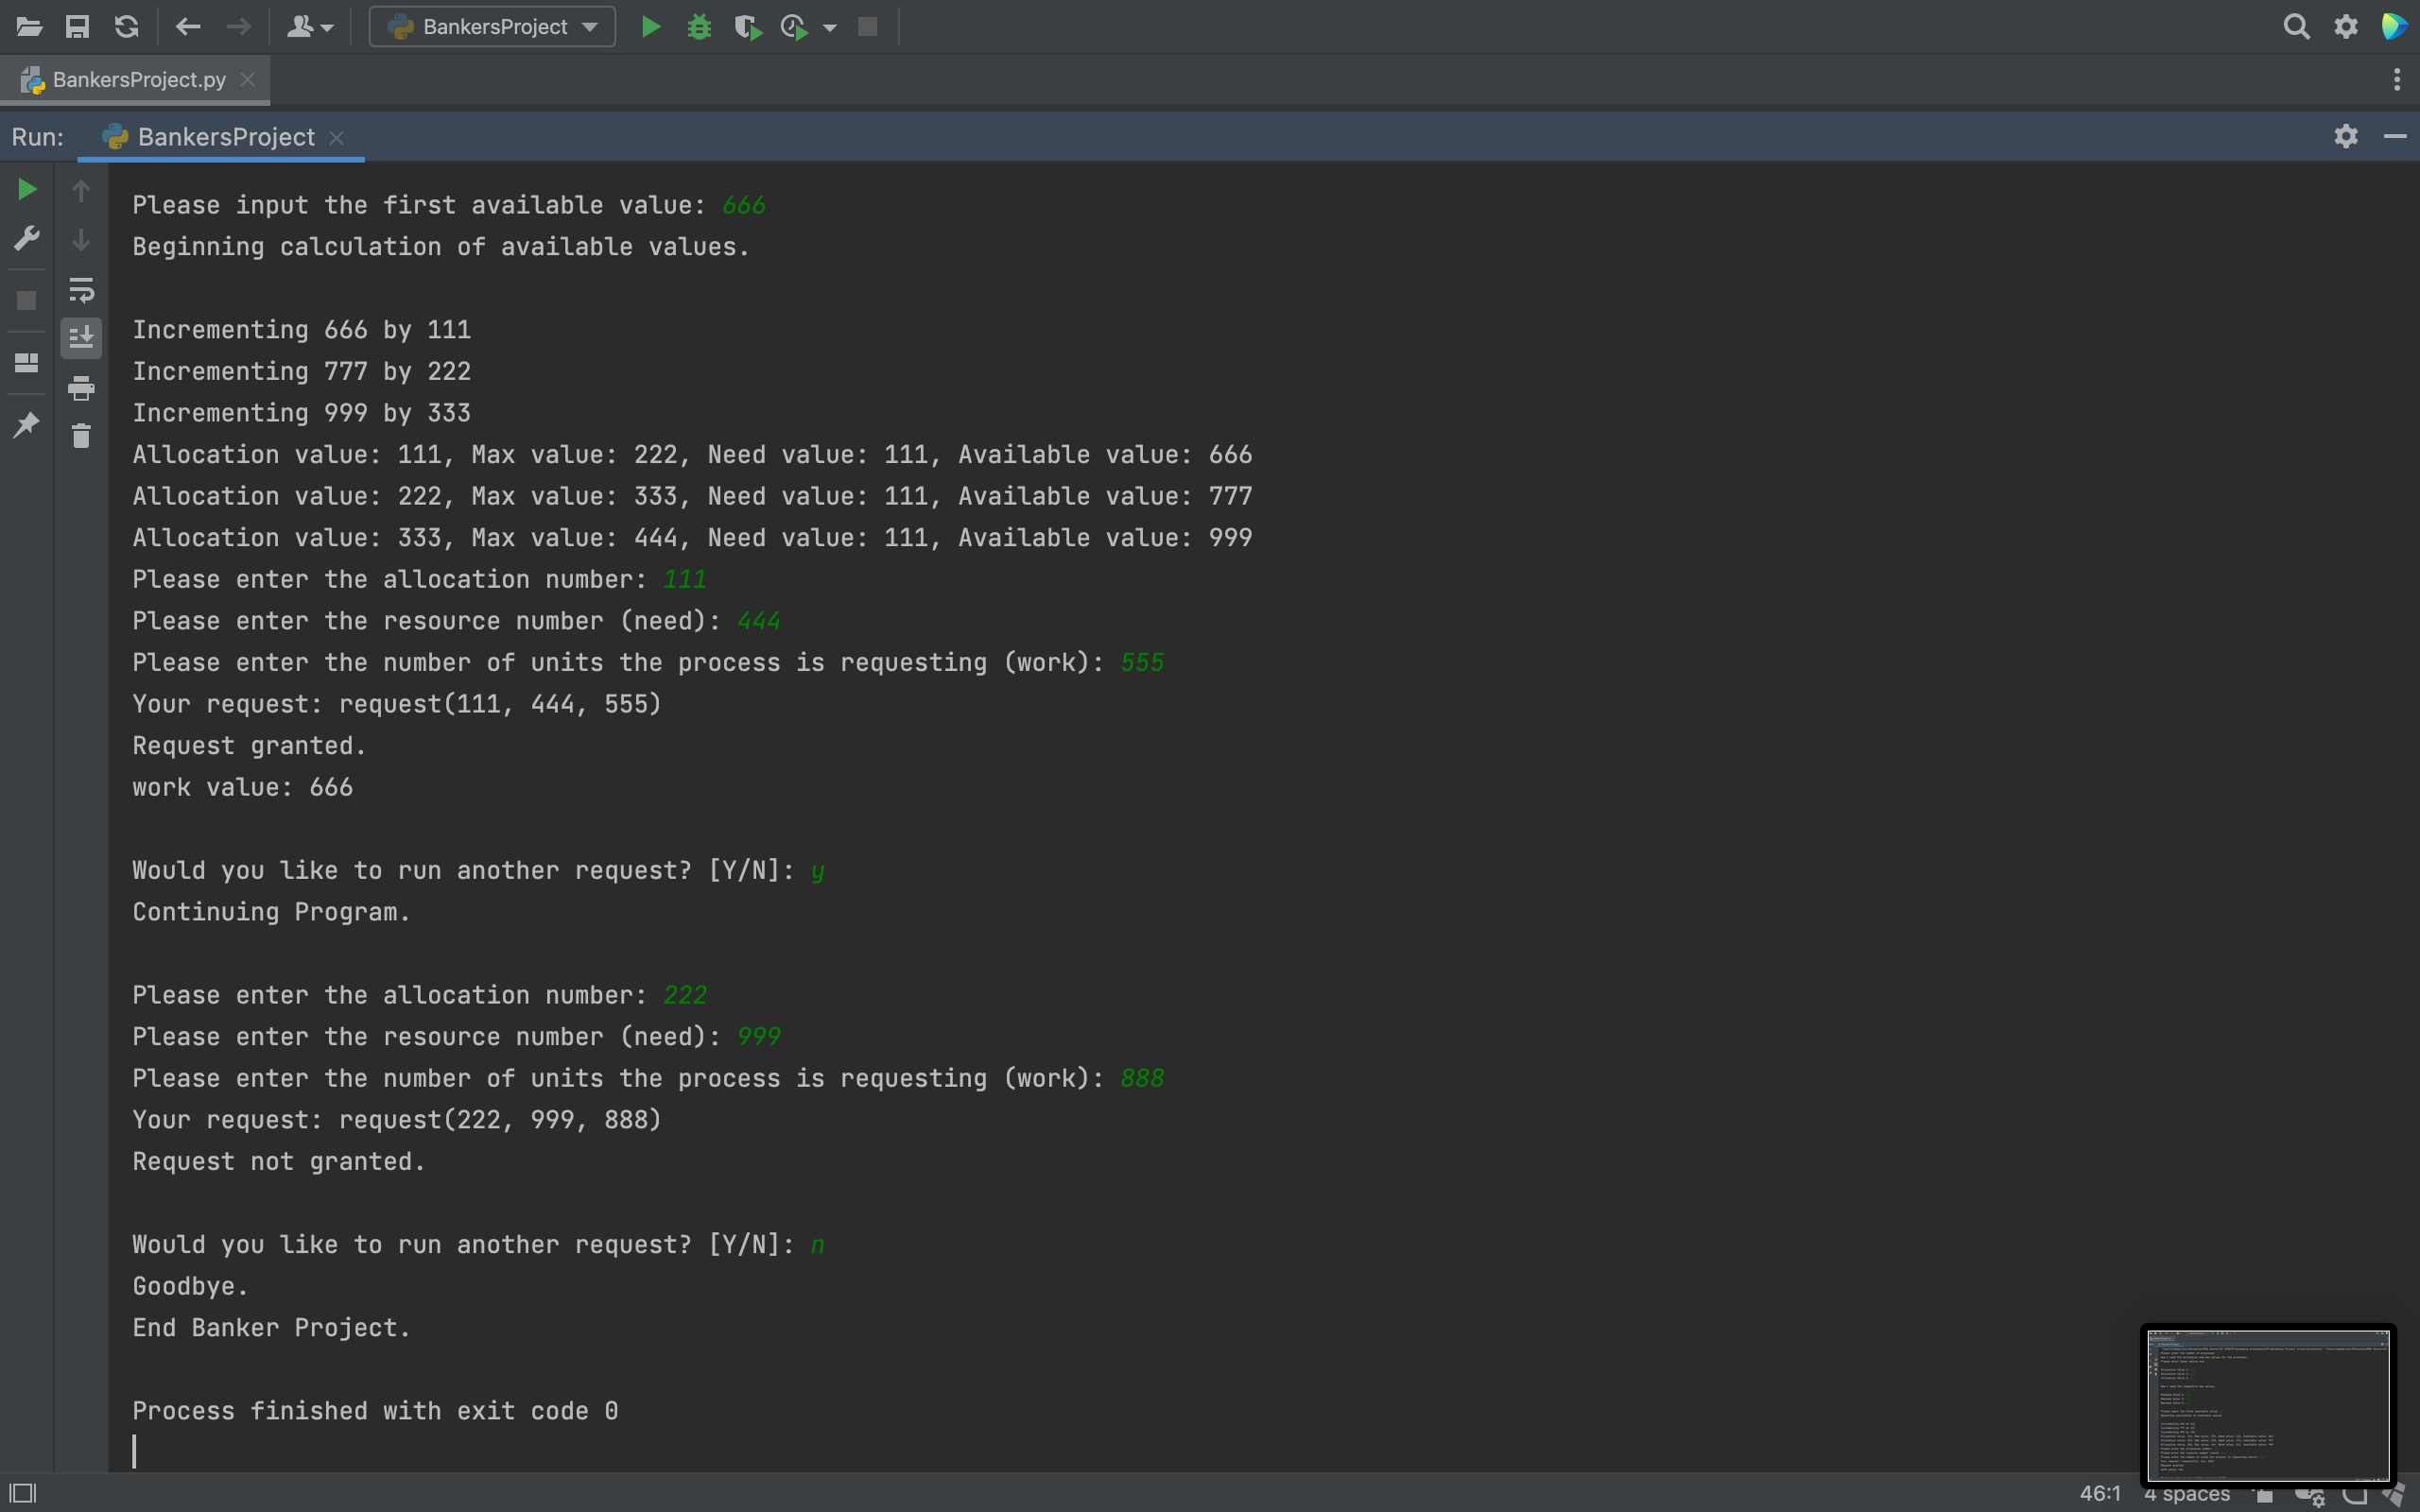 BankersProject
BankersProject.py
Run: BankersProject
Please input the first available value: 666
Beginning calculation of available values.
Incrementing 666 by 111
Incrementing 777 by 222
Incrementing 999 by 333
Allocation value: 111, Max value: 222, Need value: 111, Available value: 666
Allocation value: 222, Max value: 333, Need value: 111, Available value: 777
Allocation value: 333, Max value: 444, Need value: 111, Available value: 999
Please enter the allocation number: 111
Please enter the resource number (need): 444
Please enter the number of units the process is requesting (work): 555
Your request: request(111, 444, 555)
Request granted.
work value: 666
Would you like to run another request? [Y/N]: y
Continuing Program.
Please enter the allocation number: 222
Please enter the resource number (need): 999
Please enter the number of units the process is requesting (work): 888
Your request: request(222, 999, 888)
Request not granted.
Would you like to run another request? [Y/N]: n
Goodbye.
End Banker Project.
Process finished with exit code 0
46:1 4 spaces